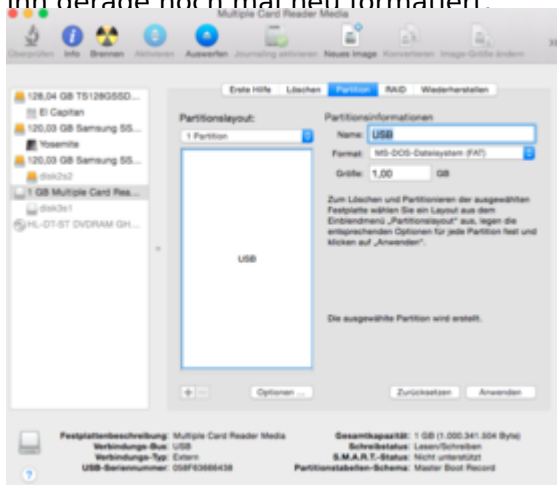 ihn gerade noch mal neu formatiert.
Multiple Card Reader Media
Überprüfen Info Brennen Aktivieren Auswerfen Journaling aktivieren Neues Image Konvertieren Image-Größe ändern
Erste Hilfe Löschen Partition RAID Wiederherstellen
128,04 GB TS128GSSD...
El Capitan
120,03 GB Samsung SS...
Yosemite
120,03 GB Samsung SS...
disk2s2
1 GB Multiple Card Rea...
disk3s1
HL-DT-ST DVDRAM GH...
Partitionslayout:
1 Partition
USB
Optionen ...
Partitionsinformationen
Name: USB
Format: MS-DOS-Dateisystem (FAT)
Größe: 1,00 GB
Zum Löschen und Partitionieren der ausgewählten
Festplatte wählen Sie ein Layout aus dem
Einblendmenü „Partitionslayout“ aus, legen die
entsprechenden Optionen für jede Partition fest und
klicken auf „Anwenden“.
Die ausgewählte Partition wird erstellt.
Zurücksetzen Anwenden
Festplattenbeschreibung: Multiple Card Reader Media
Verbindungs-Bus: USB
Verbindungs-Typ: Extern
USB-Seriennummer: 058F63666438
Gesamtkapazität: 1 GB (1.000.341.504 Byte)
Schreibstatus: Lesen/Schreiben
S.M.A.R.T.-Status: Nicht unterstützt
Partitionstabellen-Schema: Master Boot Record